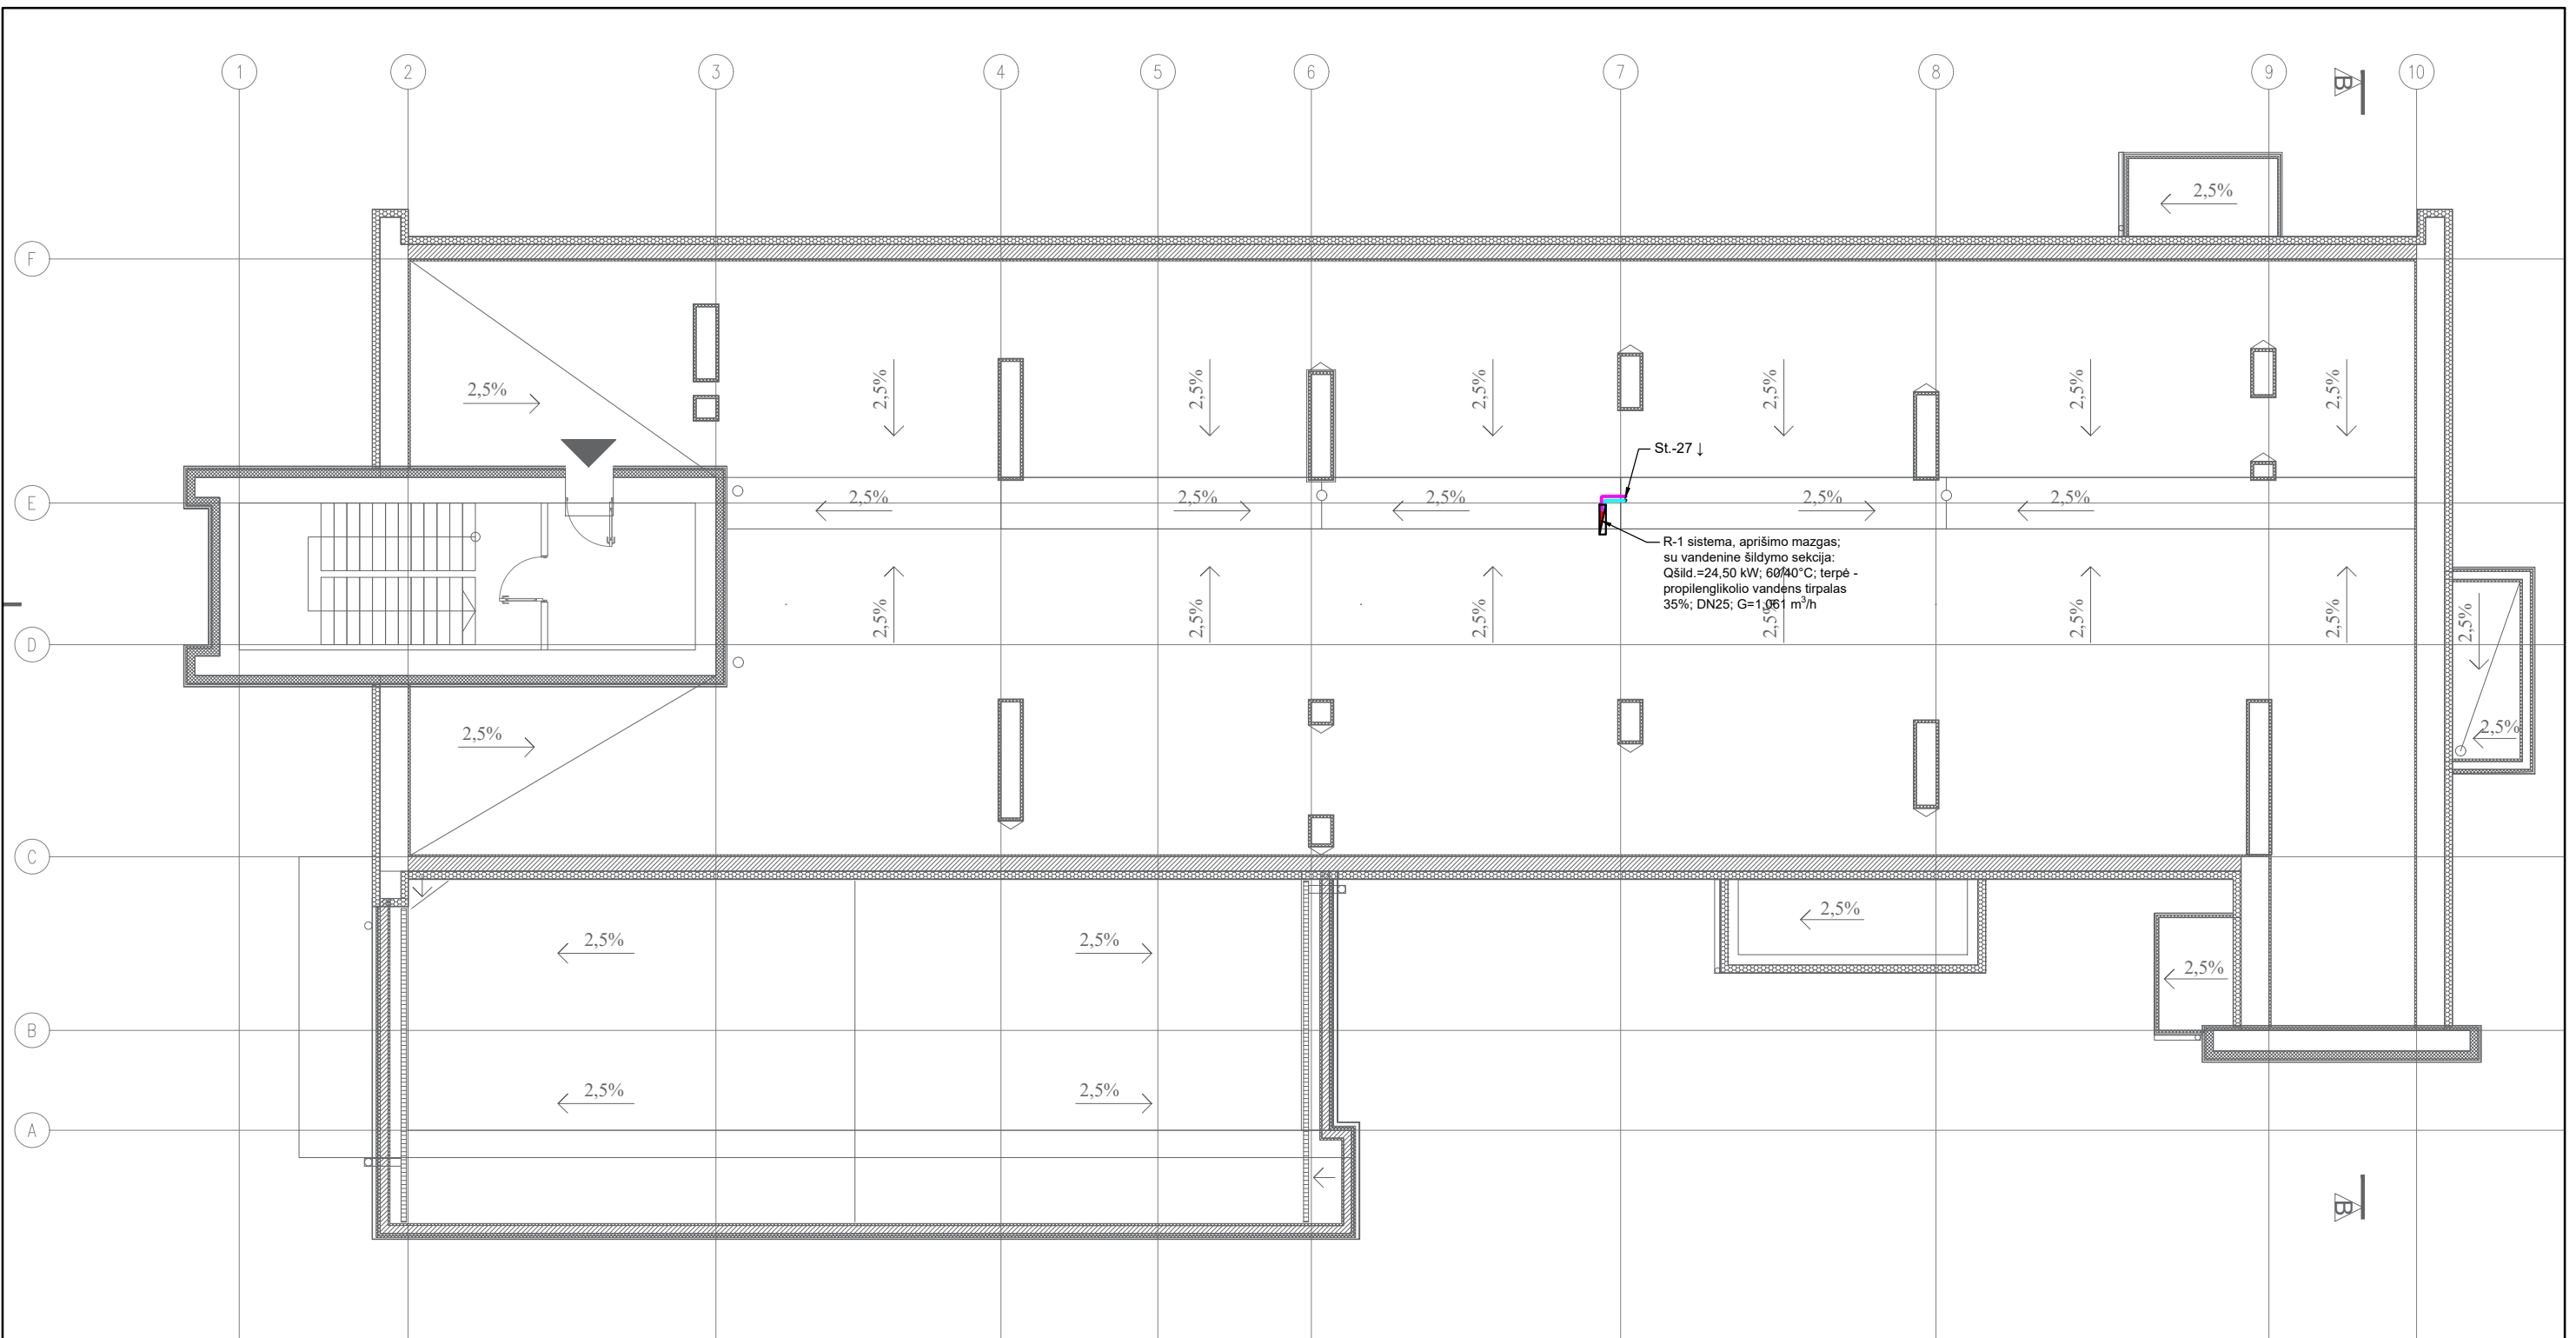 1 2 3 4 5 6 7 8 9 10
B
2,5%
F
2,5%
2,5%
2,5%
2,5%
2,5%
2,5%
2,5%
St.-27 ↓
E
2,5%
2,5%
2,5%
2,5%
2,5%
R-1 sistema, aprišimo mazgas;
su vandenine šildymo sekcija:
Qšild.=24,50 kW; 60/40°C; terpė -
propilenglikolio vandens tirpalas
35%; DN25; G=1,061 m³/h
2,5%
2,5%
2,5%
2,5%
2,5%
2,5%
2,5%
D
2,5%
2,5%
C
2,5%
2,5%
2,5%
2,5%
B
2,5%
2,5%
A
B